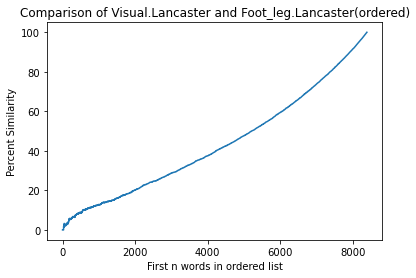 Comparison of Visual.Lancaster and Foot_leg.Lancaster(ordered)
100
80
60
40
20
0
Percent Similarity
0 2000 4000 6000 8000
First n words in ordered list